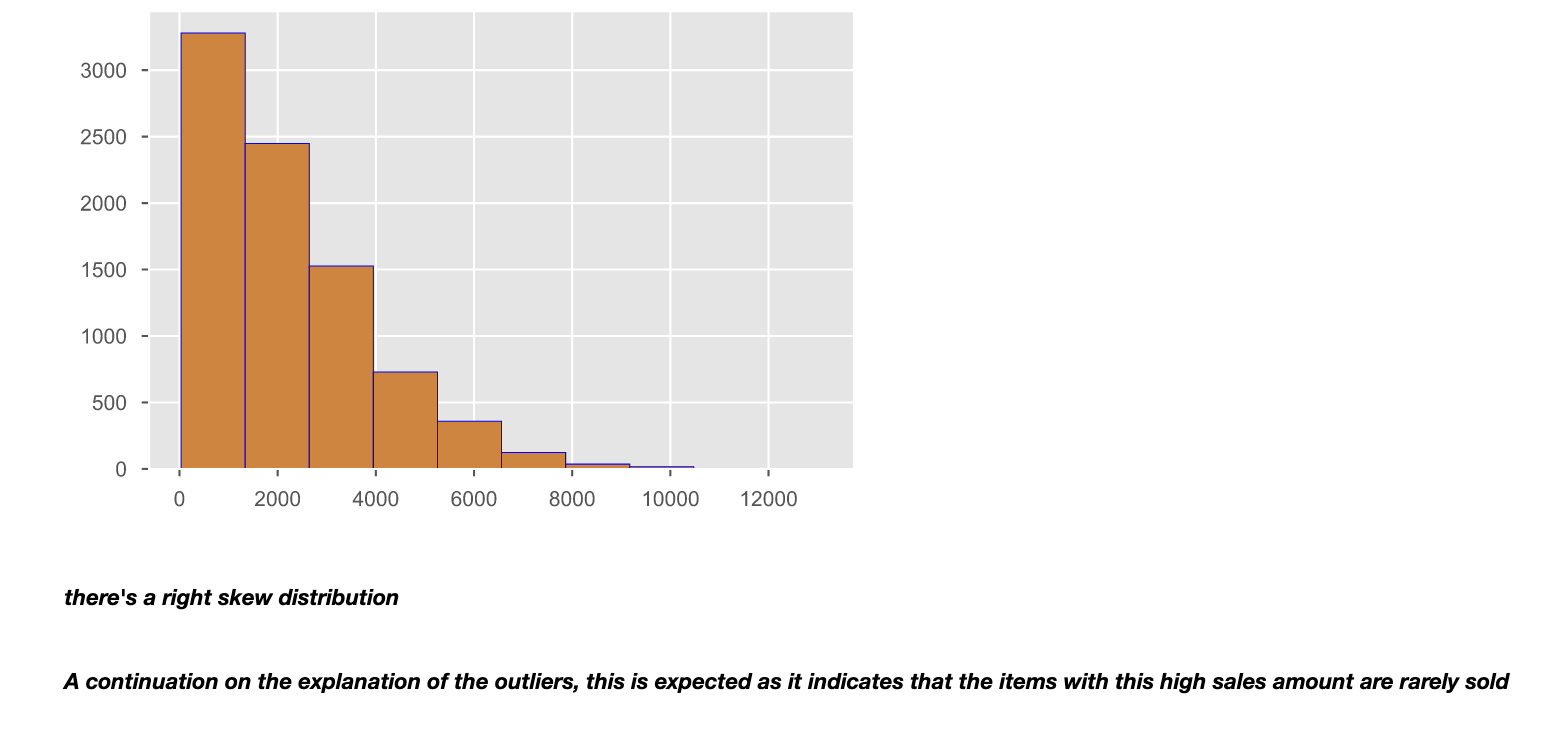 3000
2500
2000
1500
1000
500
0
0 2000 4000 6000 8000 10000 12000
there's a right skew distribution
A continuation on the explanation of the outliers, this is expected as it indicates that the items with this high sales amount are rarely sold